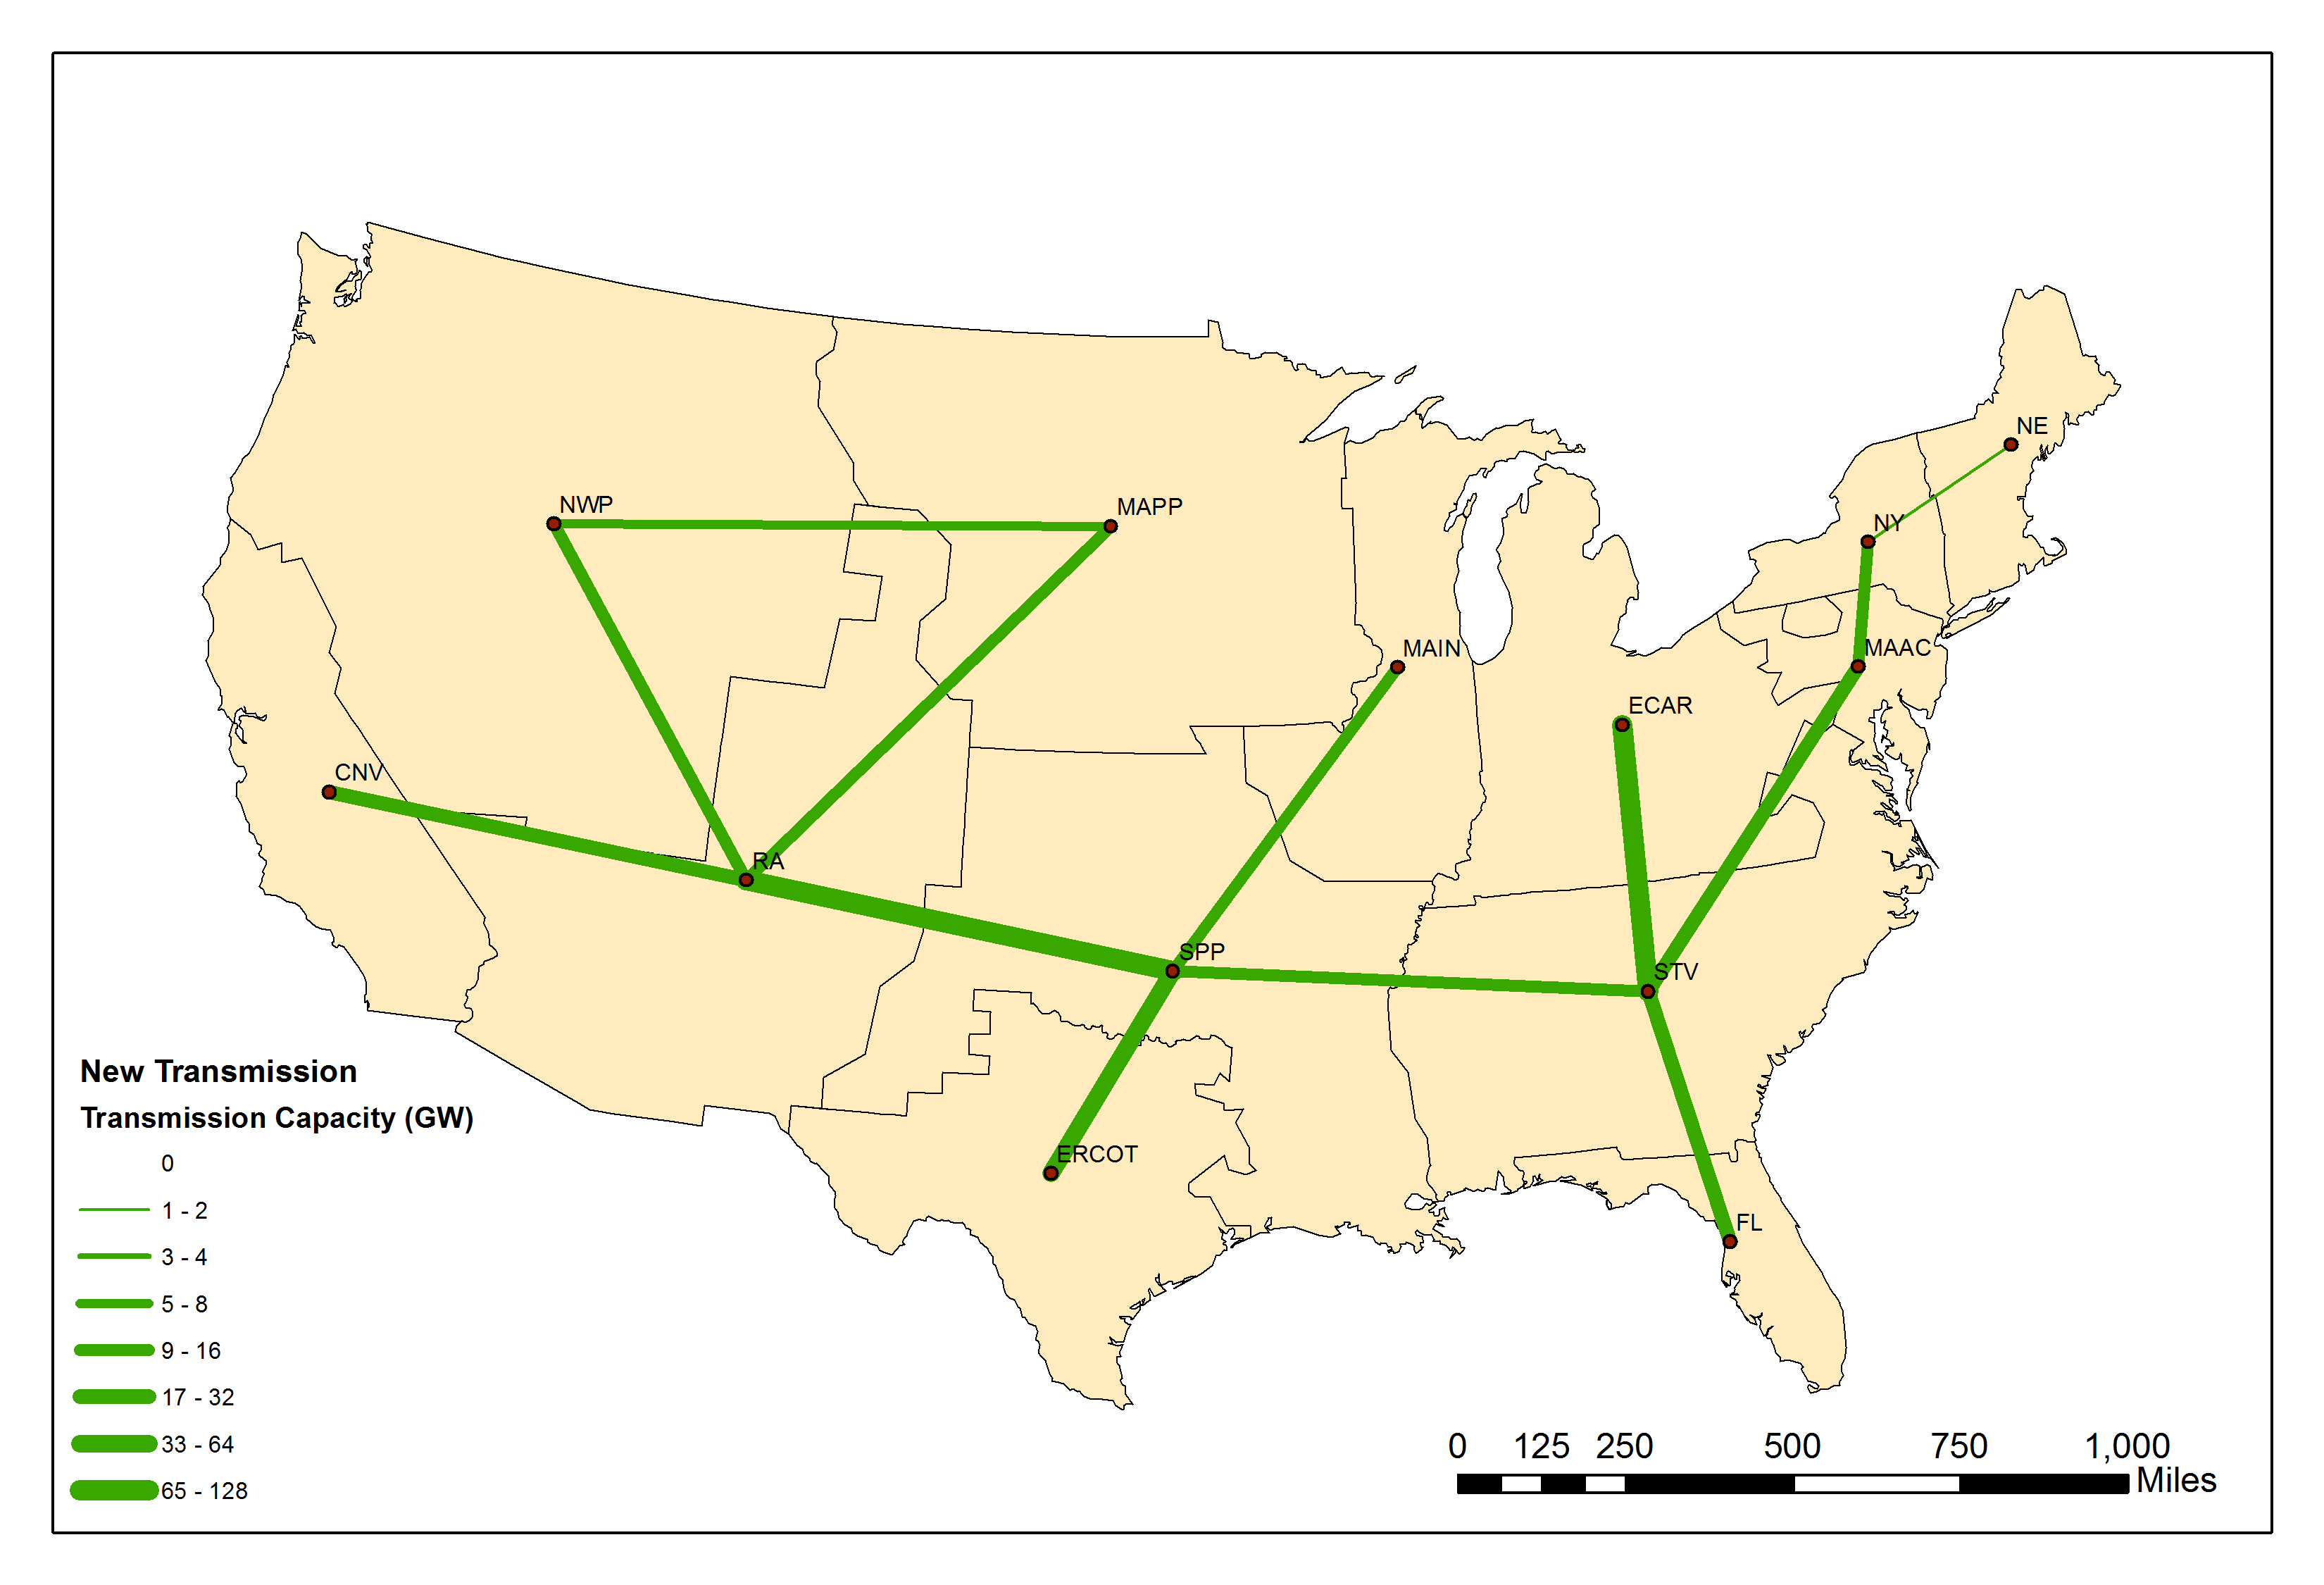 NE
NWP
MAPP
NY
MAIN
MAAC
ECAR
CNV
RA
SPP
STV
ERCOT
FL
New Transmission
Transmission Capacity (GW)
0
1 - 2
3 - 4
5 - 8
9 - 16
17 - 32
33 - 64
65 - 128
0 125 250 500 750 1,000
Miles